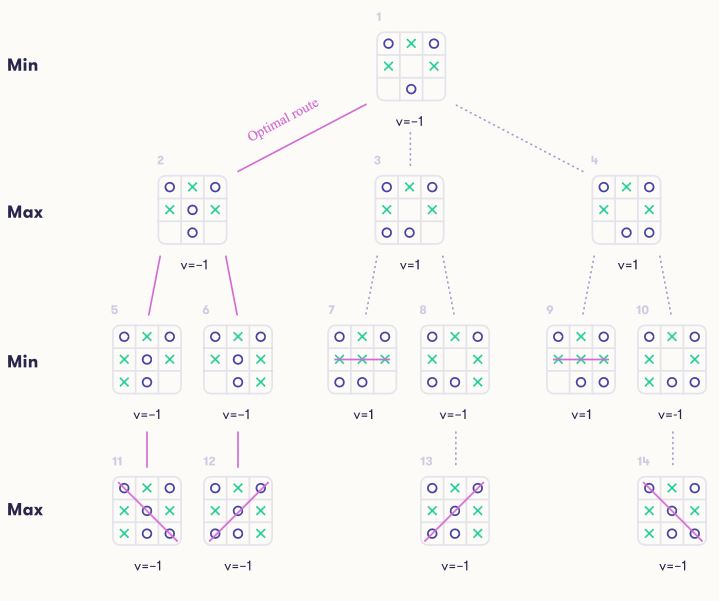 1
Min
Optimal route
v=-1
2
3
4
Max
v=-1
v=1
v=1
5
6
7
8
9
10
Min
v=-1
v=-1
v=1
v=-1
v=1
v=-1
11
12
13
14
Max
v=-1
v=-1
v=-1
v=-1